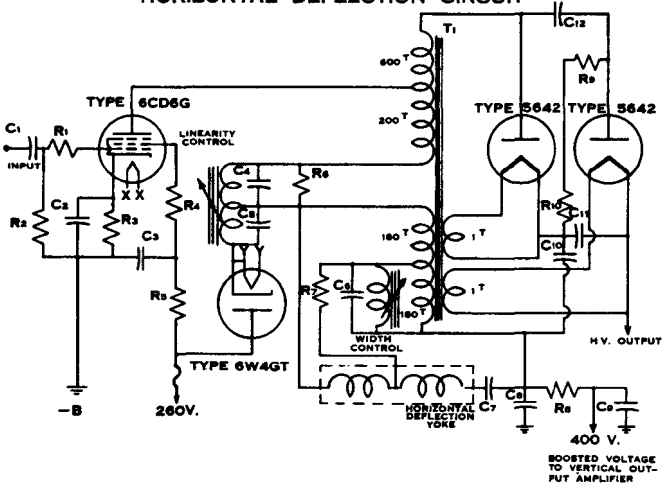 HORIZONTAL DEFLECTION CIRCUIT
T1
C12
600 T
R9
TYPE 6CD6G
200 T
TYPE 5642
TYPE 5642
C1
R1
LINEARITY
CONTROL
INPUT
X X
C4
R6
R4
R10
C11
C2
R3
C5
160 T
1 T
R2
C3
C10
R5
R7
C6
1 T
160 T
WIDTH
CONTROL
H.V. OUTPUT
TYPE 6W4GT
HORIZONTAL
DEFLECTION
YOKE
C7
C8
R8
C9
-B
260V.
400 V.
BOOSTED VOLTAGE
TO VERTICAL OUT-
PUT AMPLIFIER